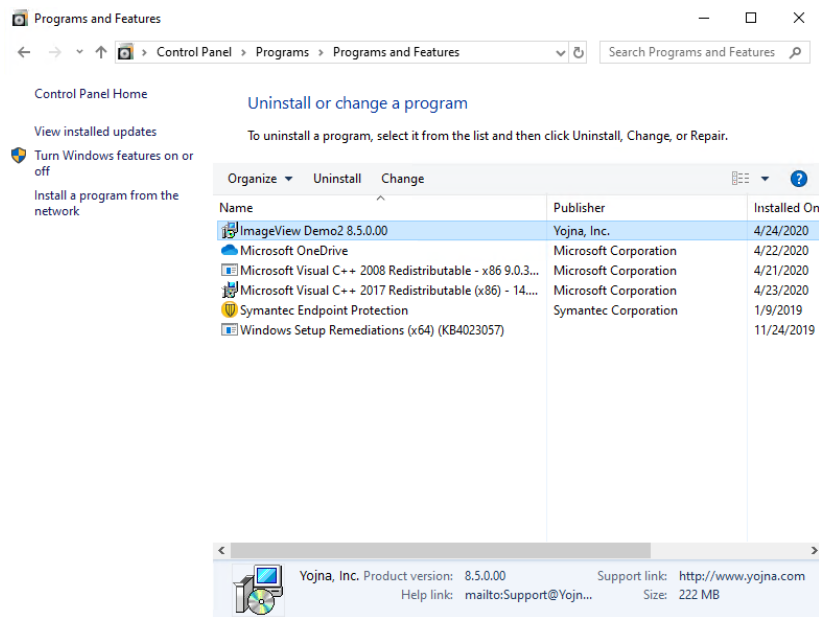 Programs and Features
Control Panel > Programs > Programs and Features
Search Programs and Features
Control Panel Home
View installed updates
Turn Windows features on or
off
Install a program from the
network
Uninstall or change a program
To uninstall a program, select it from the list and then click Uninstall, Change, or Repair.
Organize Uninstall Change
?
Name Publisher Installed On
ImageView Demo2 8.5.0.00 Yojna, Inc. 4/24/2020
Microsoft OneDrive Microsoft Corporation 4/22/2020
Microsoft Visual C++ 2008 Redistributable - x86 9.0.3... Microsoft Corporation 4/21/2020
Microsoft Visual C++ 2017 Redistributable (x86) - 14.... Microsoft Corporation 4/23/2020
Symantec Endpoint Protection Symantec Corporation 1/9/2019
Windows Setup Remediations (x64) (KB4023057) 11/24/2019
Yojna, Inc. Product version: 8.5.0.00 Support link: http://www.yojna.com
Help link: mailto:Support@Yojn... Size: 222 MB